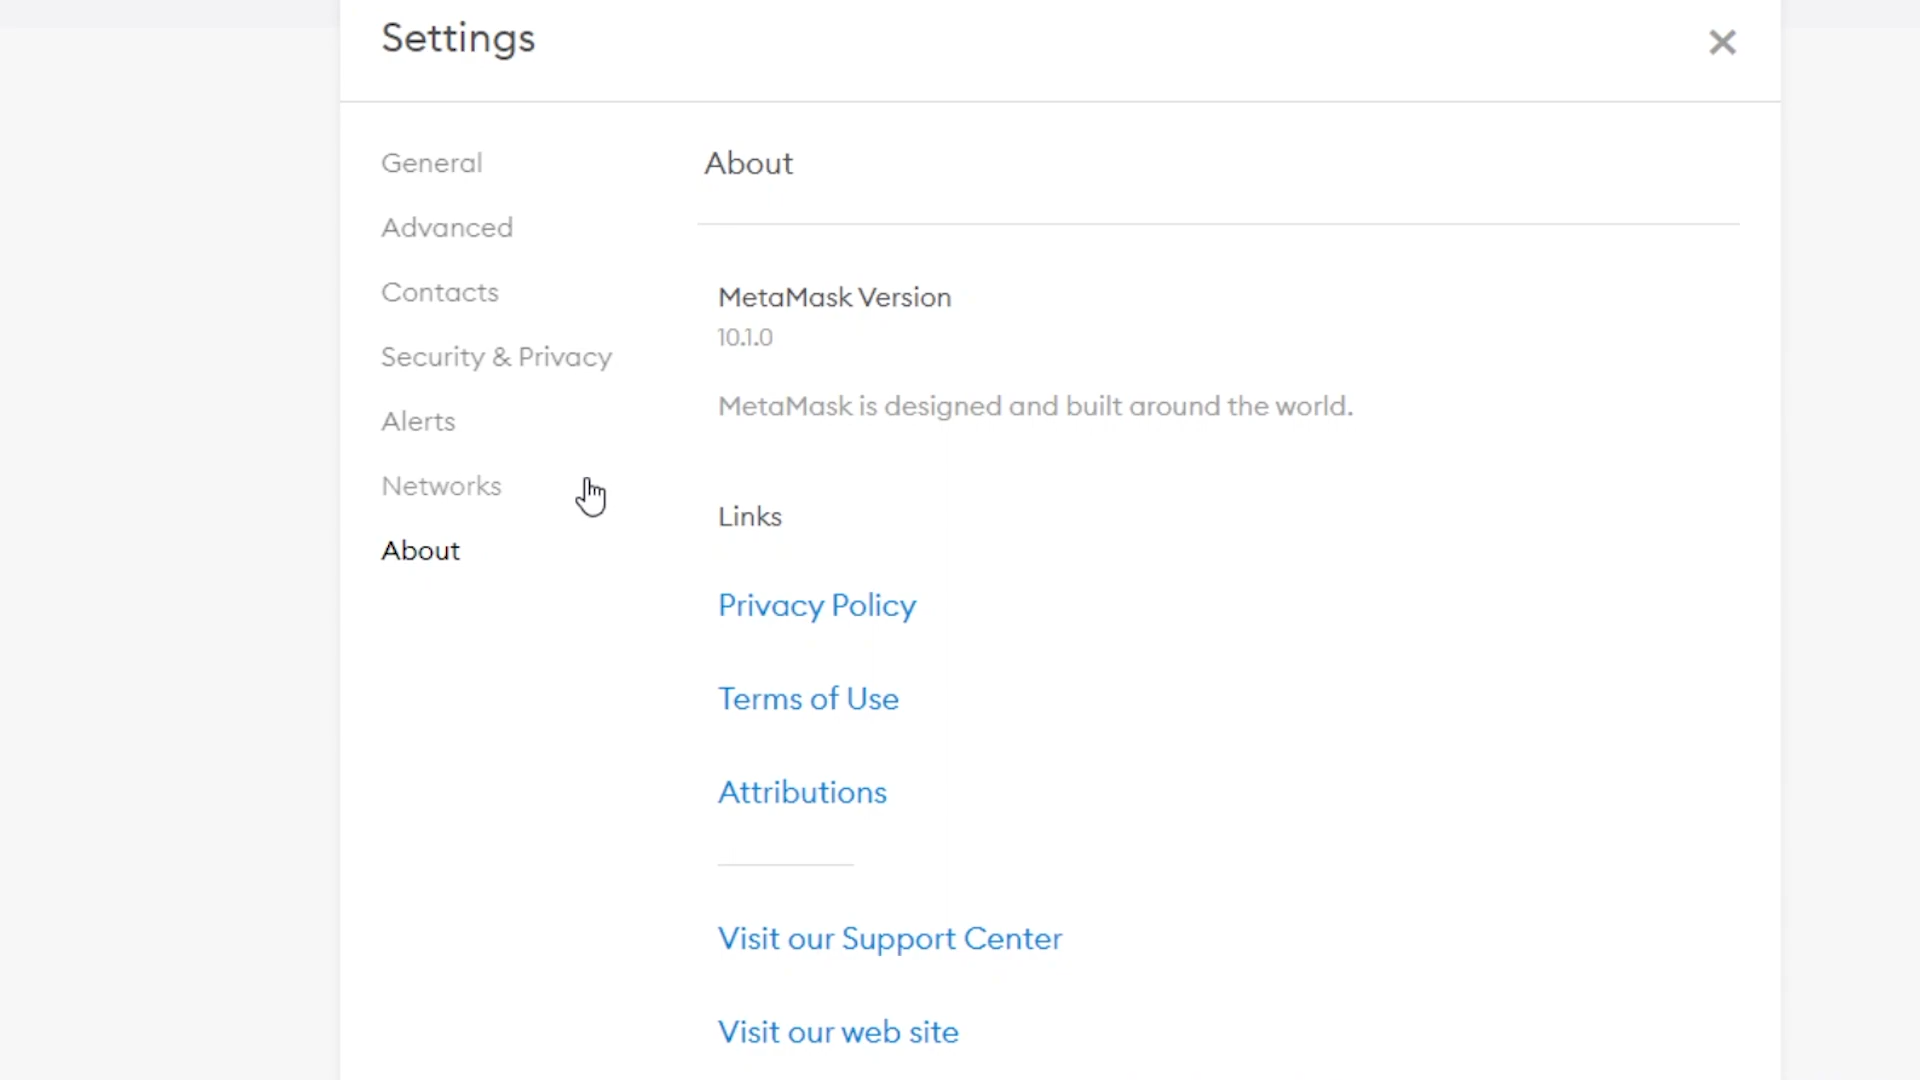 Settings
General
Advanced
Contacts
Security & Privacy
Alerts
Networks
About
About
MetaMask Version
10.1.0
MetaMask is designed and built around the world.
Links
Privacy Policy
Terms of Use
Attributions
Visit our Support Center
Visit our web site